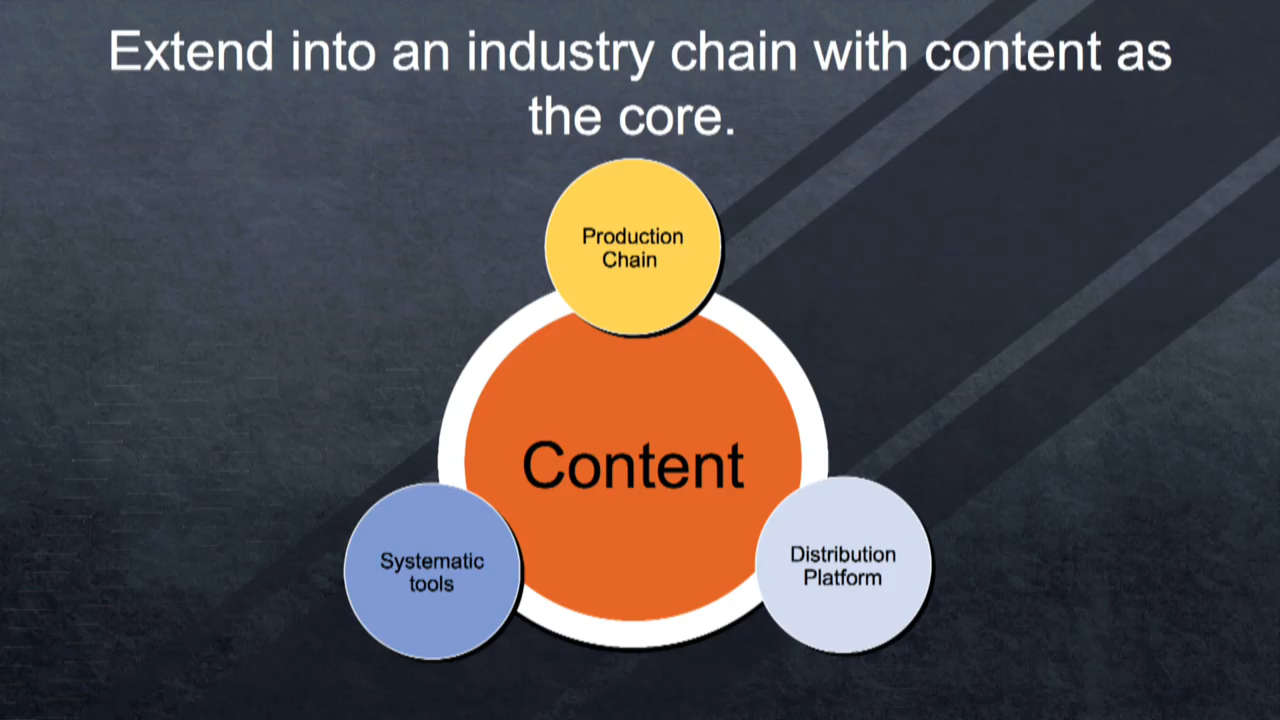 Extend into an industry chain with content as
the core.
Production
Chain
Content
Systematic
tools
Distribution
Platform